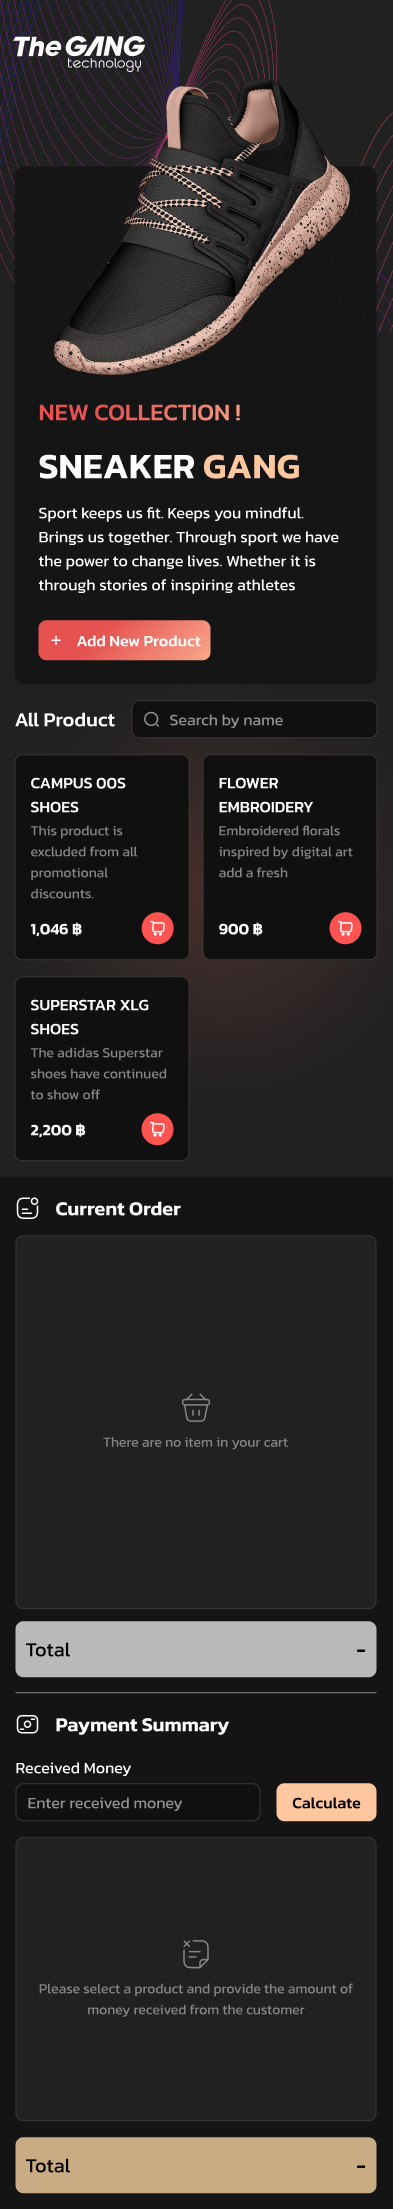 The GANG
technology
NEW COLLECTION !
SNEAKER GANG
Sport keeps us fit. Keeps you mindful.
Brings us together. Through sport we have
the power to change lives. Whether it is
through stories of inspiring athletes
+ Add New Product
All Product
Search by name
CAMPUS 00S
SHOES
This product is
excluded from all
promotional
discounts.
1,046 ฿
FLOWER
EMBROIDERY
Embroidered florals
inspired by digital art
add a fresh
900 ฿
SUPERSTAR XLG
SHOES
The adidas Superstar
shoes have continued
to show off
2,200 ฿
Current Order
There are no item in your cart
Total -
Payment Summary
Received Money
Enter received money
Calculate
Please select a product and provide the amount of
money received from the customer
Total -